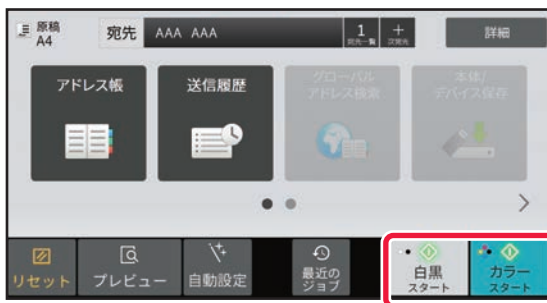 原稿
A4
宛先
AAA AAA
1
宛先一覧
+
次宛先
詳細
アドレス帳
送信履歴
グローバル
アドレス検索
本体/
デバイス保存
リセット
プレビュー
自動設定
最近の
ジョブ
白黒
スタート
カラー
スタート